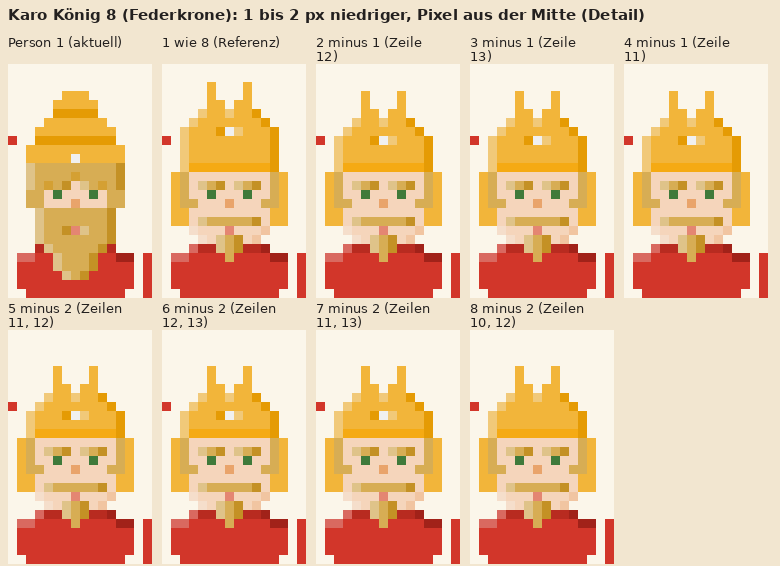 Karo König 8 (Federkrone): 1 bis 2 px niedriger, Pixel aus der Mitte (Detail)
Person 1 (aktuell)
1 wie 8 (Referenz)
2 minus 1 (Zeile
12)
3 minus 1 (Zeile
13)
4 minus 1 (Zeile
11)
5 minus 2 (Zeilen
11, 12)
6 minus 2 (Zeilen
12, 13)
7 minus 2 (Zeilen
11, 13)
8 minus 2 (Zeilen
10, 12)